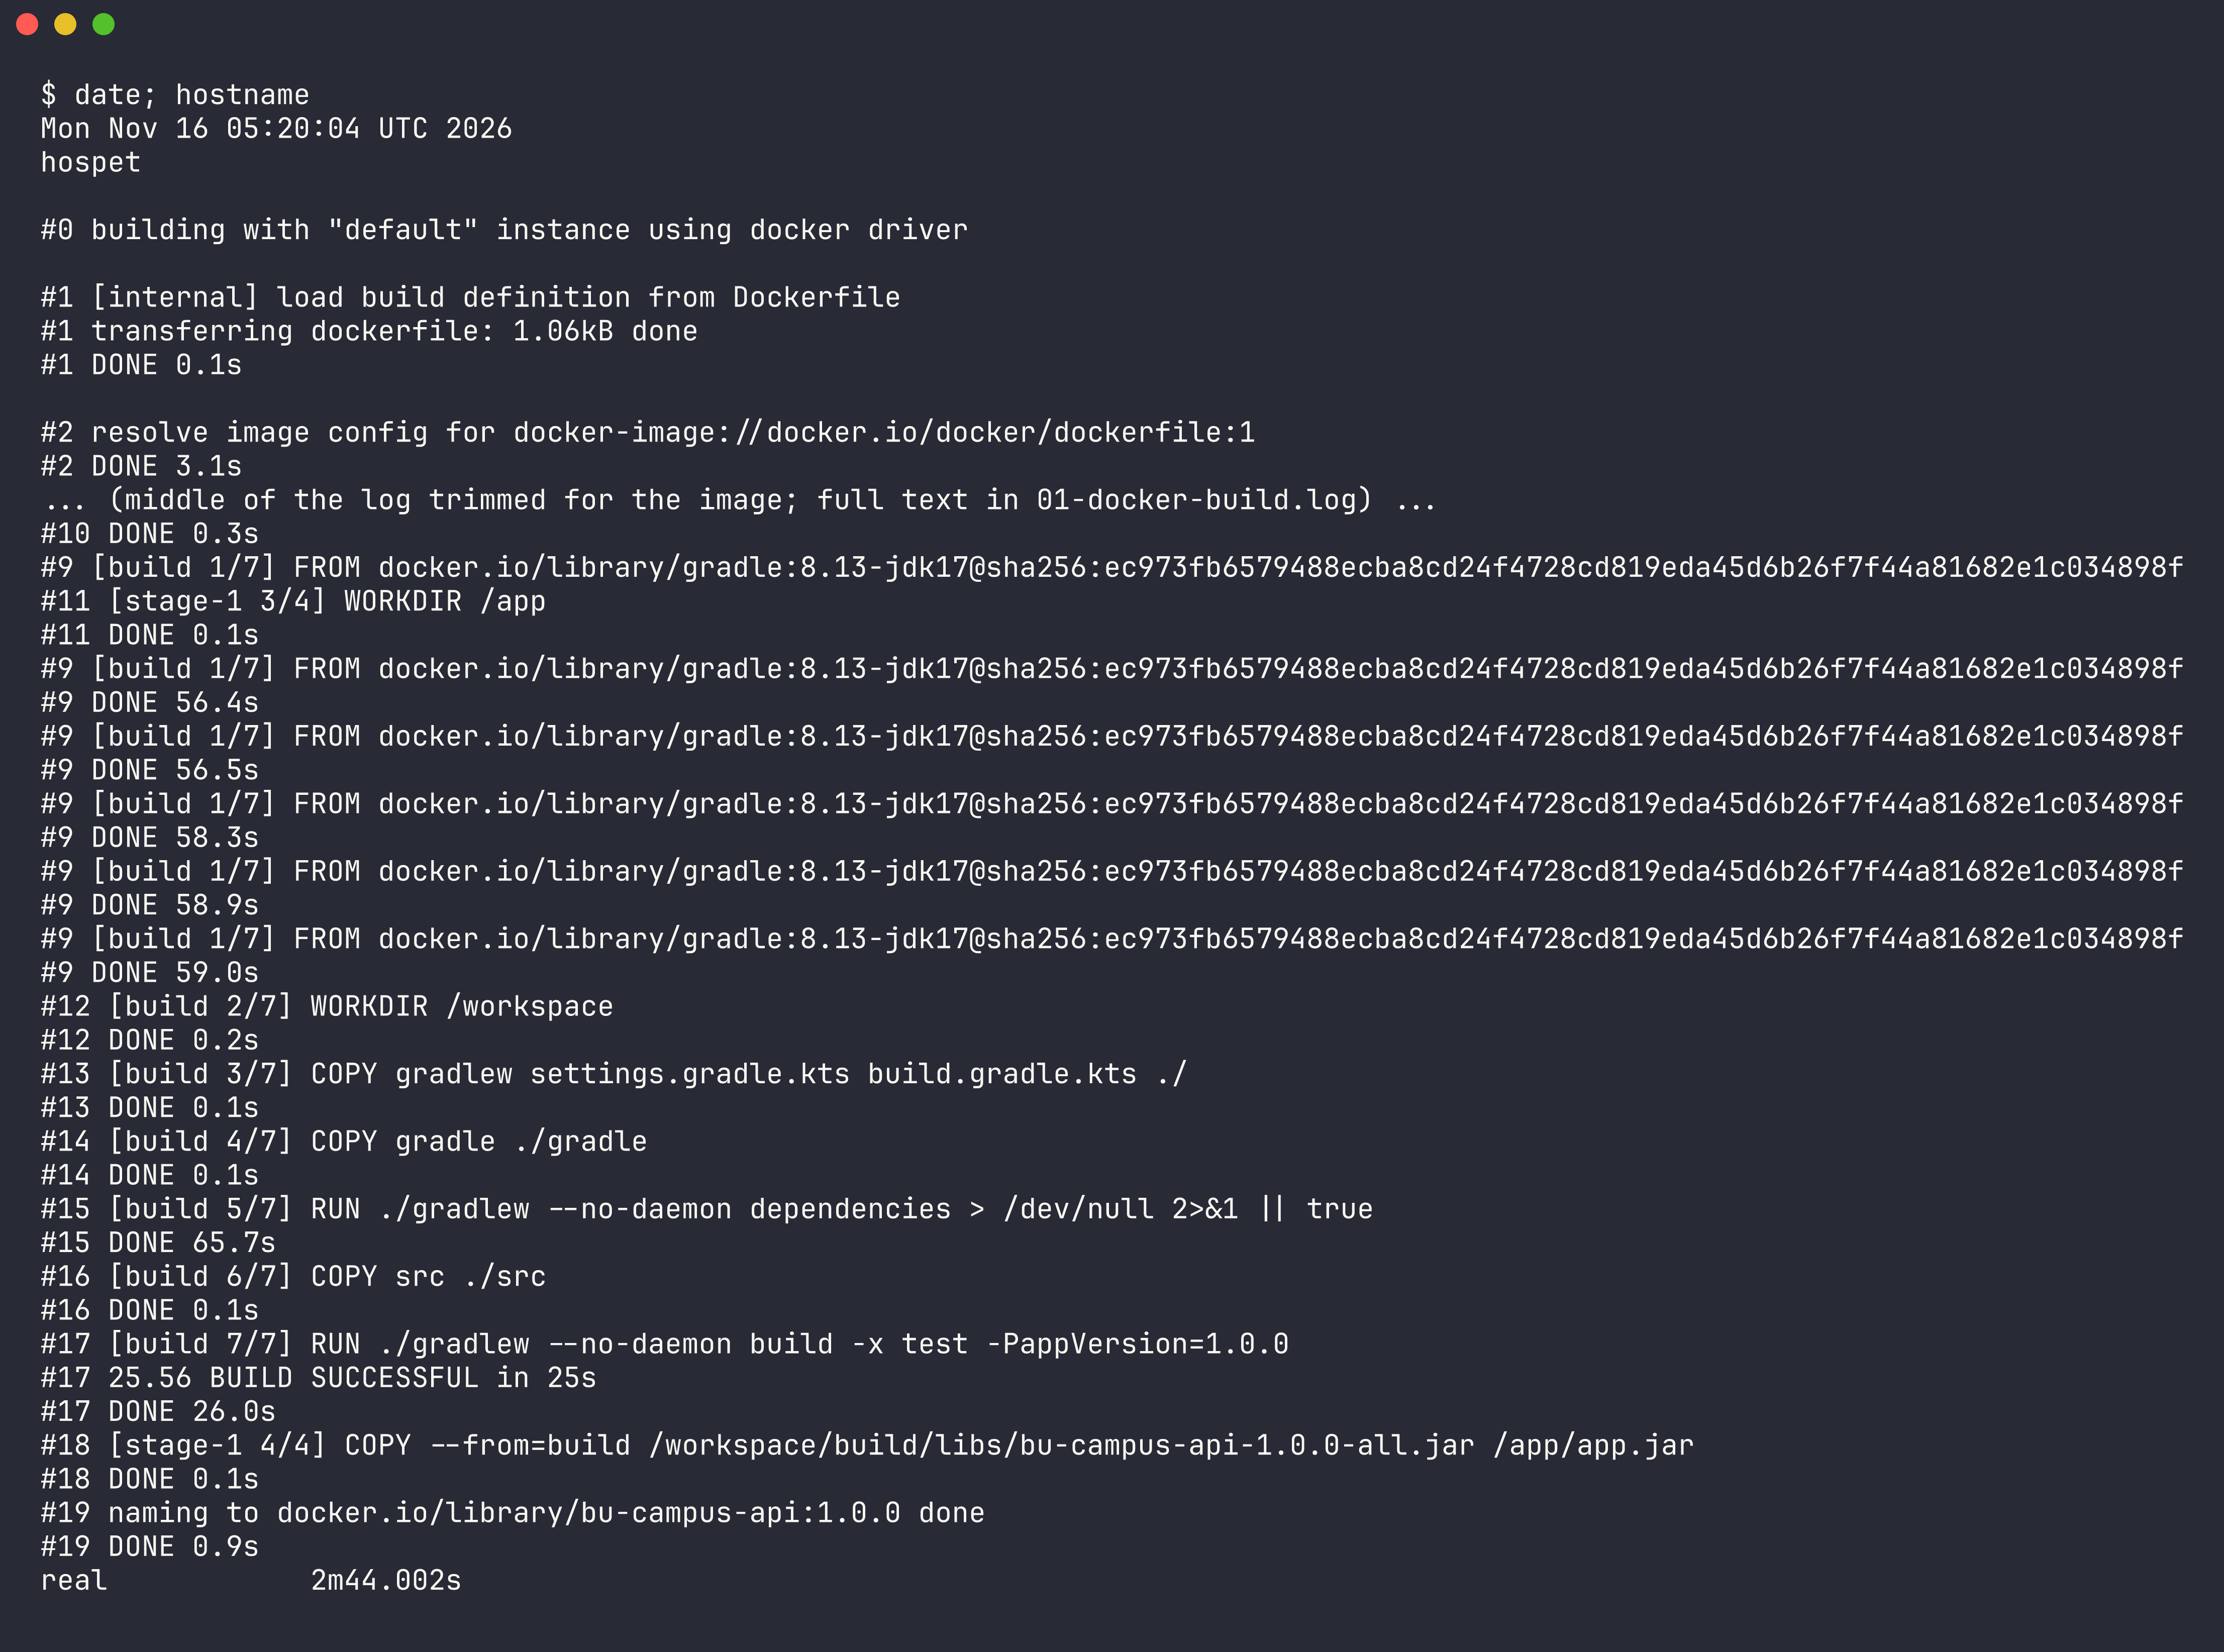 $ date; hostname
Mon Nov 16 05:20:04 UTC 2026
hospet
#0 building with "default" instance using docker driver
#1 [internal] load build definition from Dockerfile
#1 transferring dockerfile: 1.06kB done
#1 DONE 0.1s
#2 resolve image config for docker-image://docker.io/docker/dockerfile:1
#2 DONE 3.1s
... (middle of the log trimmed for the image; full text in 01-docker-build.log) ...
#10 DONE 0.3s
#9 [build 1/7] FROM docker.io/library/gradle:8.13-jdk17@sha256:ec973fb6579488ecba8cd24f4728cd819eda45d6b26f7f44a81682e1c034898f
#11 [stage-1 3/4] WORKDIR /app
#11 DONE 0.1s
#9 [build 1/7] FROM docker.io/library/gradle:8.13-jdk17@sha256:ec973fb6579488ecba8cd24f4728cd819eda45d6b26f7f44a81682e1c034898f
#9 DONE 56.4s
#9 [build 1/7] FROM docker.io/library/gradle:8.13-jdk17@sha256:ec973fb6579488ecba8cd24f4728cd819eda45d6b26f7f44a81682e1c034898f
#9 DONE 56.5s
#9 [build 1/7] FROM docker.io/library/gradle:8.13-jdk17@sha256:ec973fb6579488ecba8cd24f4728cd819eda45d6b26f7f44a81682e1c034898f
#9 DONE 58.3s
#9 [build 1/7] FROM docker.io/library/gradle:8.13-jdk17@sha256:ec973fb6579488ecba8cd24f4728cd819eda45d6b26f7f44a81682e1c034898f
#9 DONE 58.9s
#9 [build 1/7] FROM docker.io/library/gradle:8.13-jdk17@sha256:ec973fb6579488ecba8cd24f4728cd819eda45d6b26f7f44a81682e1c034898f
#9 DONE 59.0s
#12 [build 2/7] WORKDIR /workspace
#12 DONE 0.2s
#13 [build 3/7] COPY gradlew settings.gradle.kts build.gradle.kts ./
#13 DONE 0.1s
#14 [build 4/7] COPY gradle ./gradle
#14 DONE 0.1s
#15 [build 5/7] RUN ./gradlew --no-daemon dependencies > /dev/null 2>&1 || true
#15 DONE 65.7s
#16 [build 6/7] COPY src ./src
#16 DONE 0.1s
#17 [build 7/7] RUN ./gradlew --no-daemon build -x test -PappVersion=1.0.0
#17 25.56 BUILD SUCCESSFUL in 25s
#17 DONE 26.0s
#18 [stage-1 4/4] COPY --from=build /workspace/build/libs/bu-campus-api-1.0.0-all.jar /app/app.jar
#18 DONE 0.1s
#19 naming to docker.io/library/bu-campus-api:1.0.0 done
#19 DONE 0.9s
real            2m44.002s